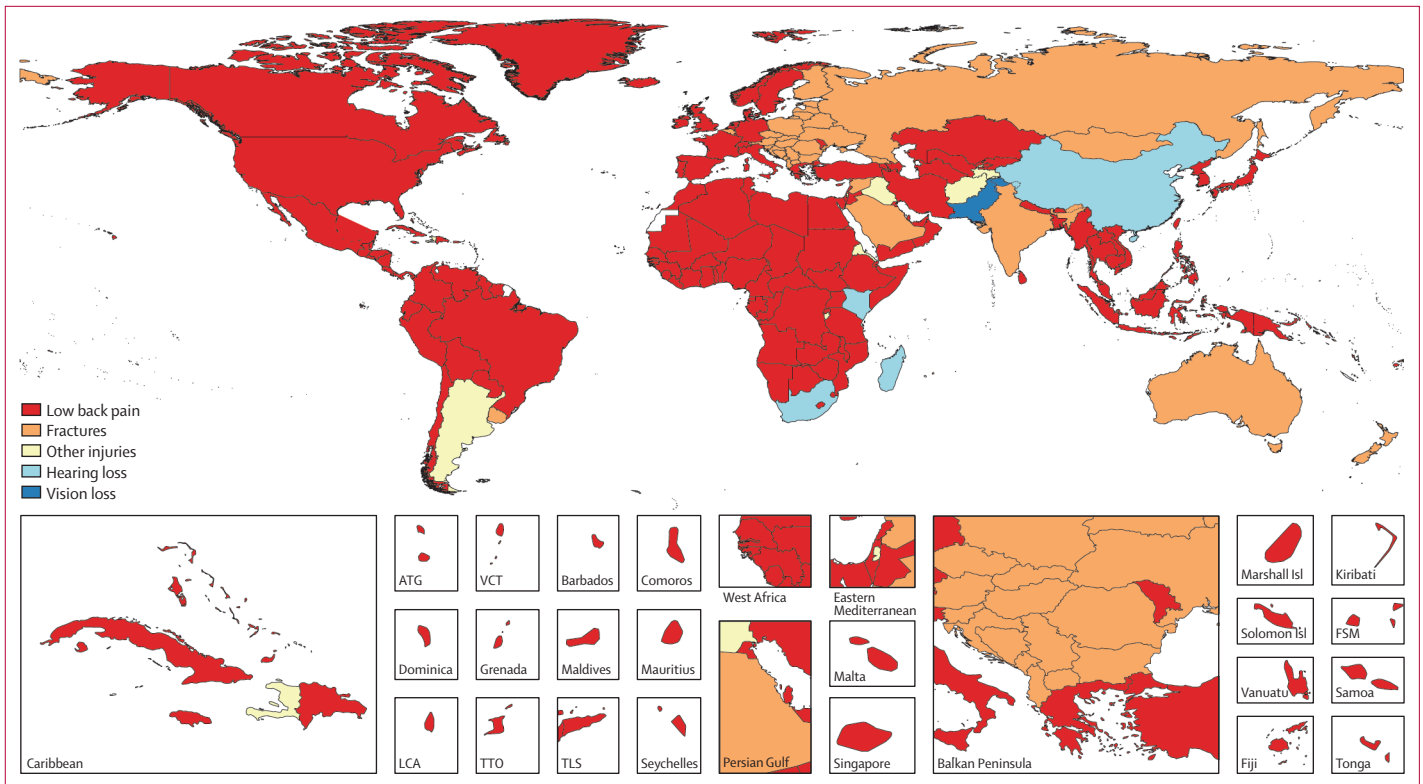 Low back pain
Fractures
Other injuries
Hearing loss
Vision loss
Caribbean
ATG
VCT
Barbados
Comoros
West Africa
Eastern
Mediterranean
Marshall Isl
Kiribati
Dominica
Grenada
Maldives
Mauritius
Malta
Solomon Isl
FSM
Vanuatu
Samoa
LCA
TTO
TLS
Seychelles
Persian Gulf
Singapore
Balkan Peninsula
Fiji
Tonga